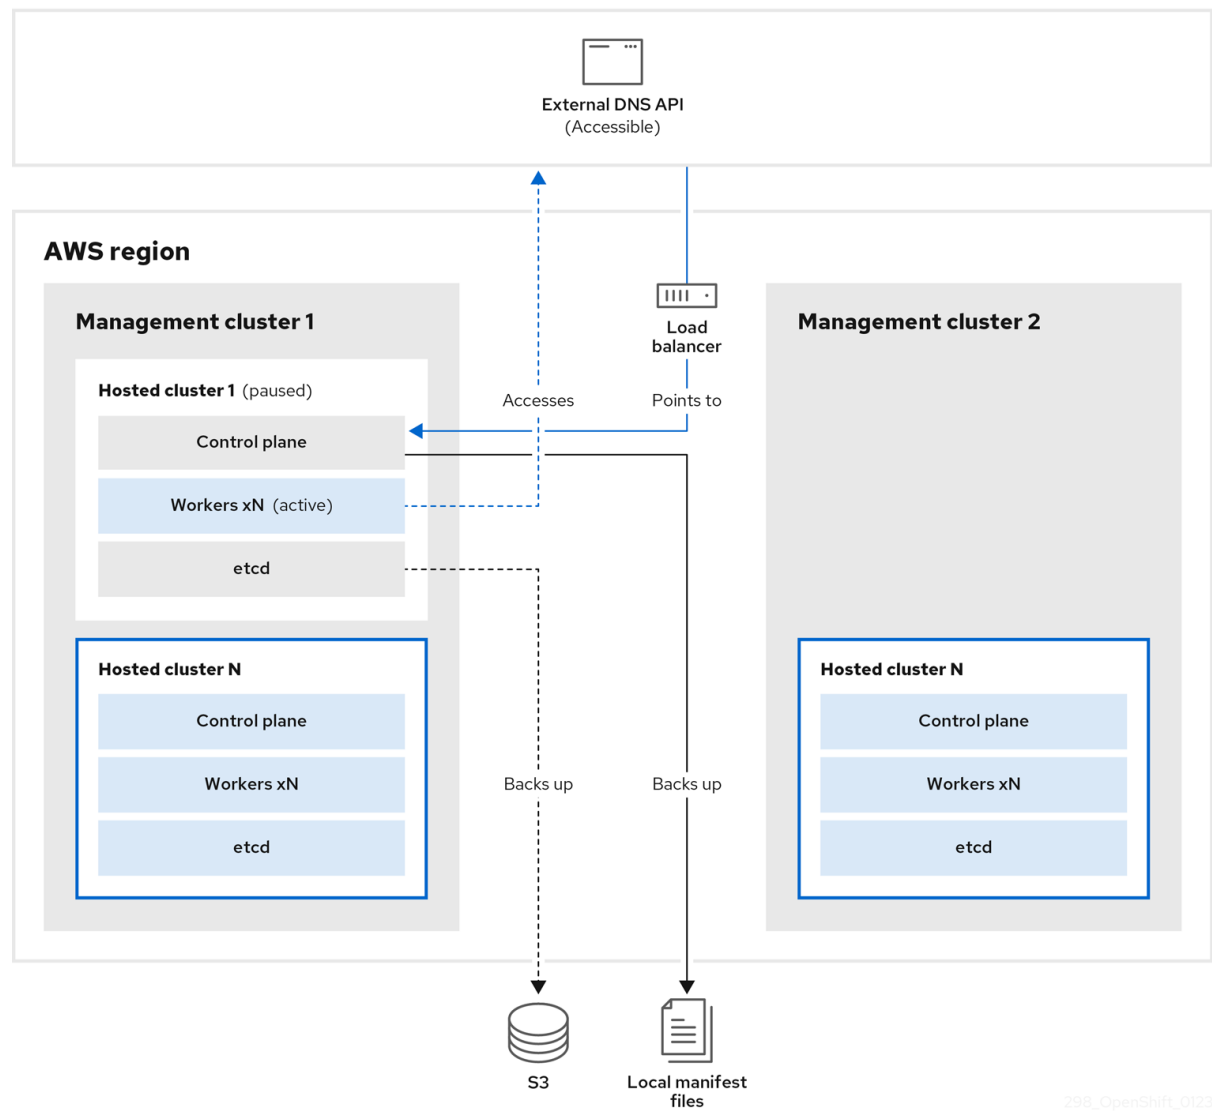 External DNS API
(Accessible)
AWS region
Management cluster 1
Hosted cluster 1 (paused)
Control plane
Workers xN (active)
etcd
Hosted cluster N
Control plane
Workers xN
etcd
Accesses
Load
balancer
Points to
Backs up
Backs up
Management cluster 2
Hosted cluster N
Control plane
Workers xN
etcd
S3
Local manifest
files
298_OpenShift_0123